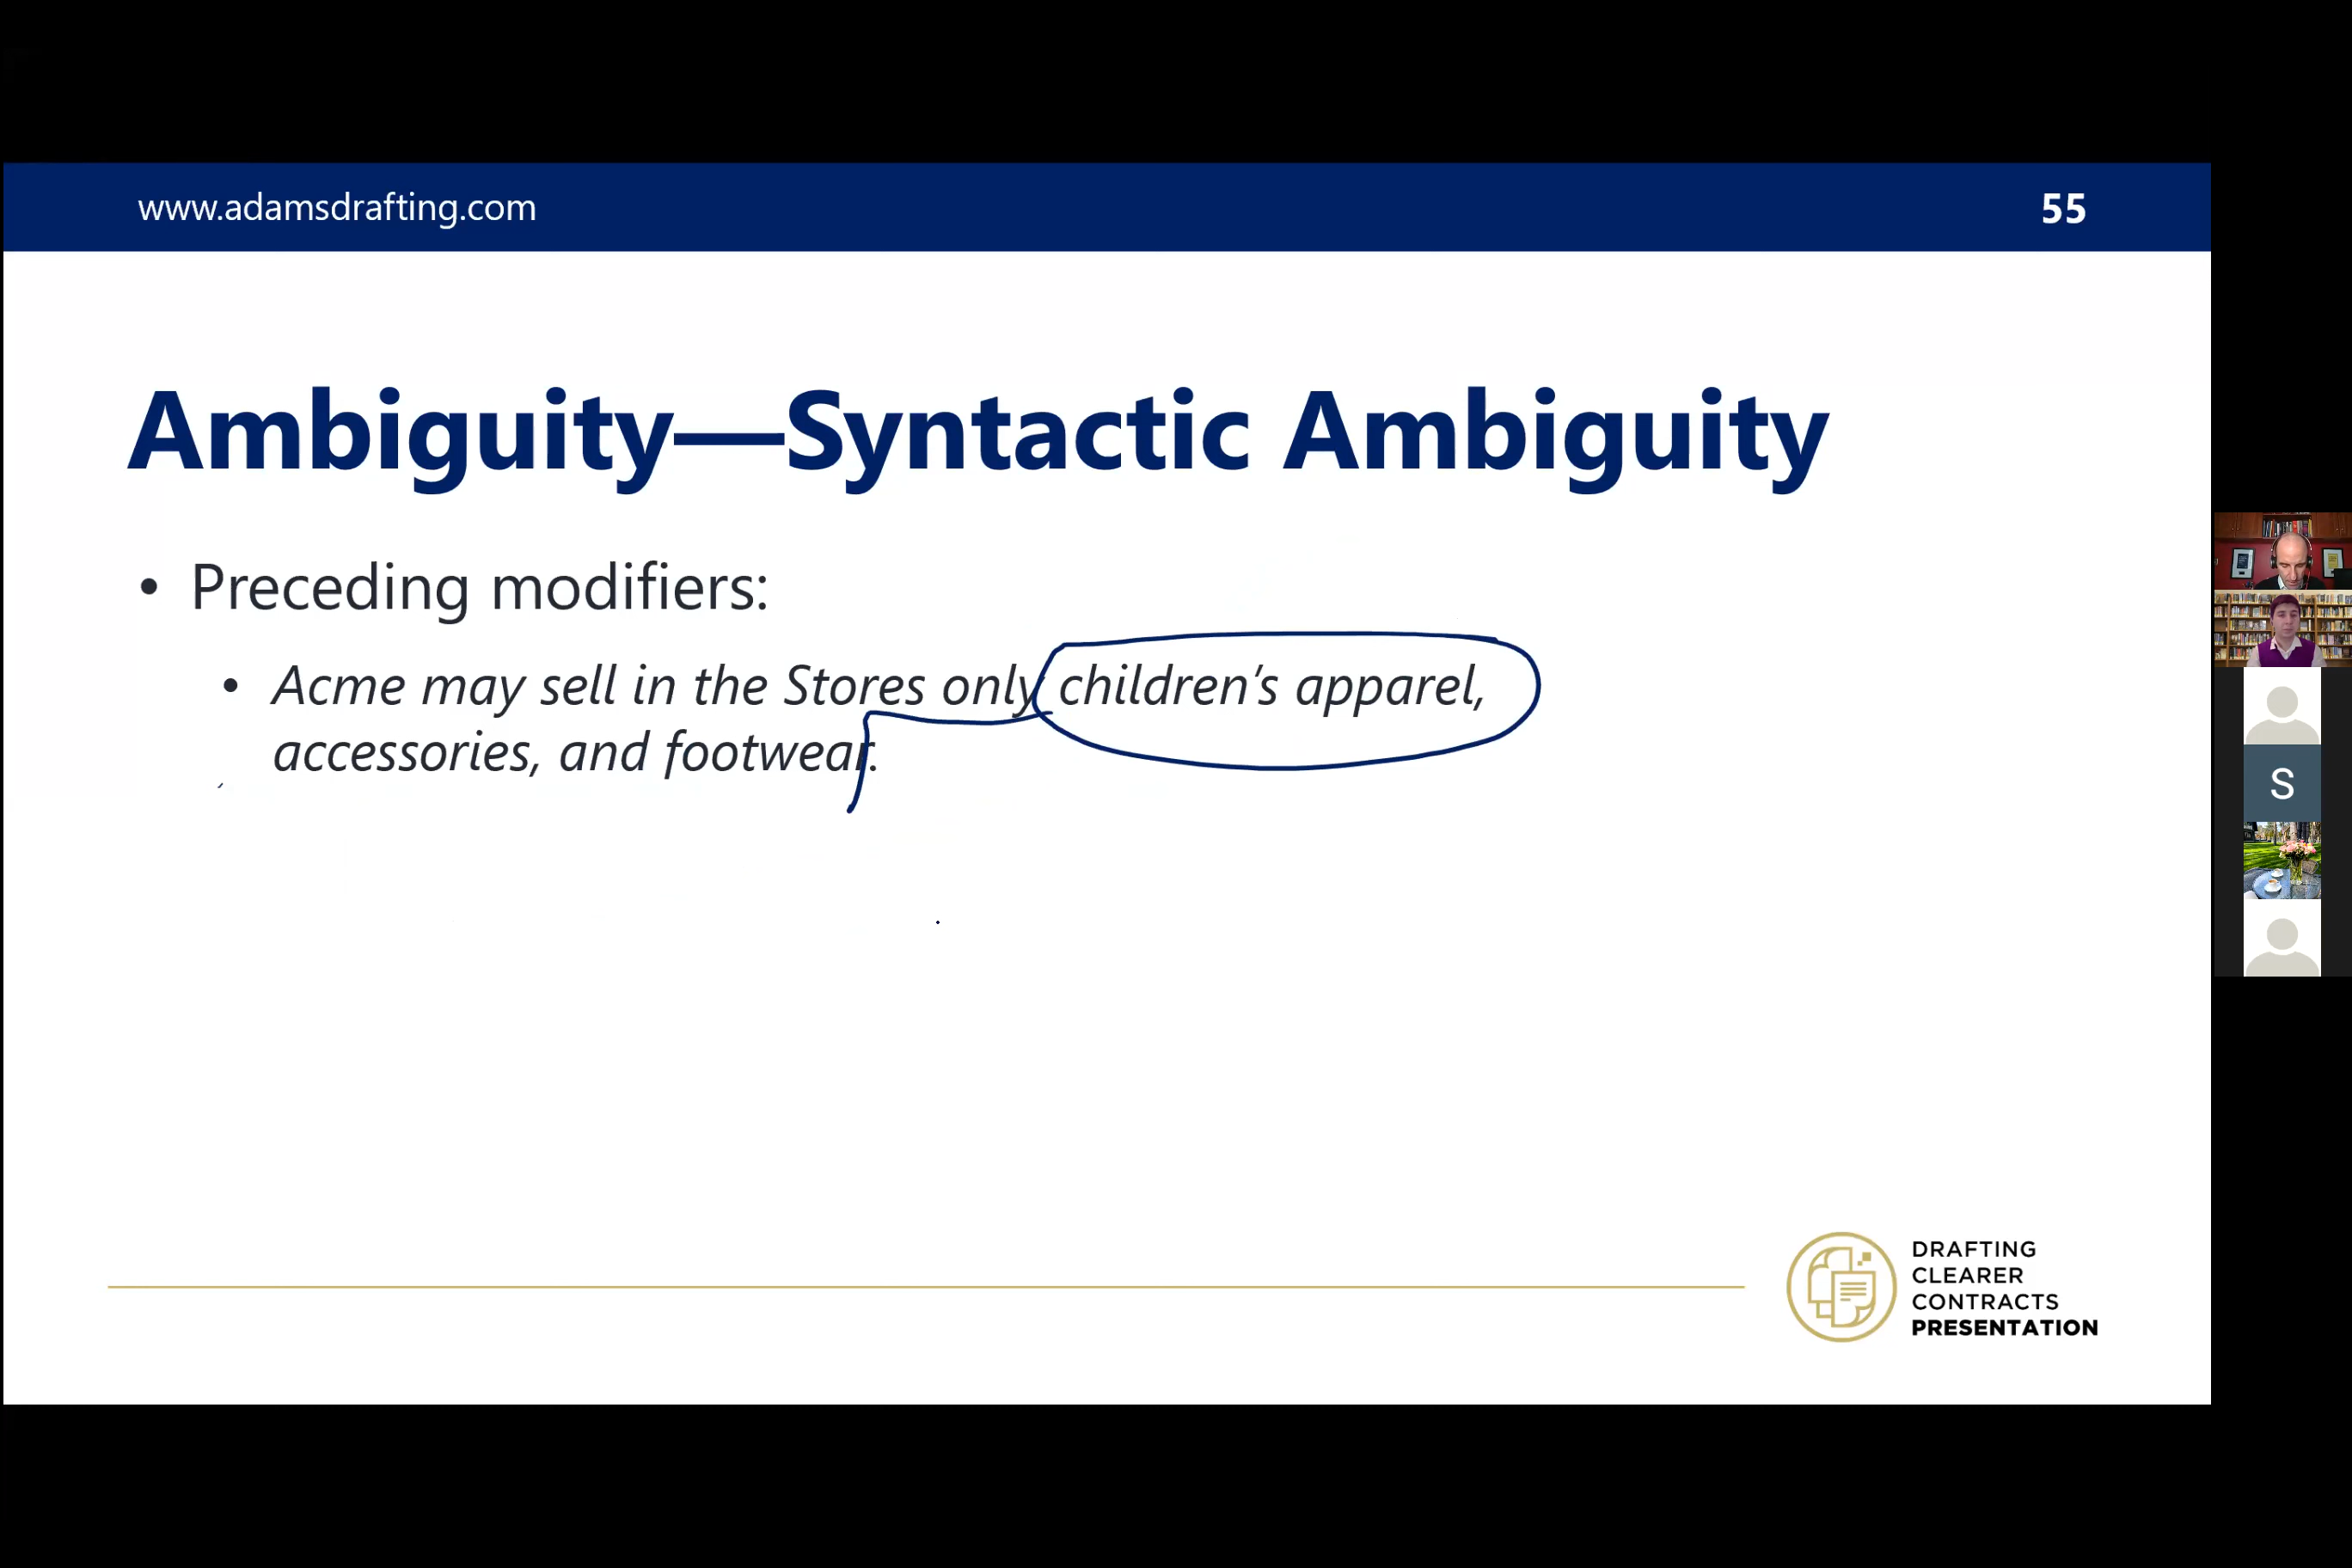 www.adamsdrafting.com
55
Ambiguity—Syntactic Ambiguity
• Preceding modifiers:
• Acme may sell in the Stores only children’s apparel,
accessories, and footwear.
S
DRAFTING
CLEARER
CONTRACTS
PRESENTATION